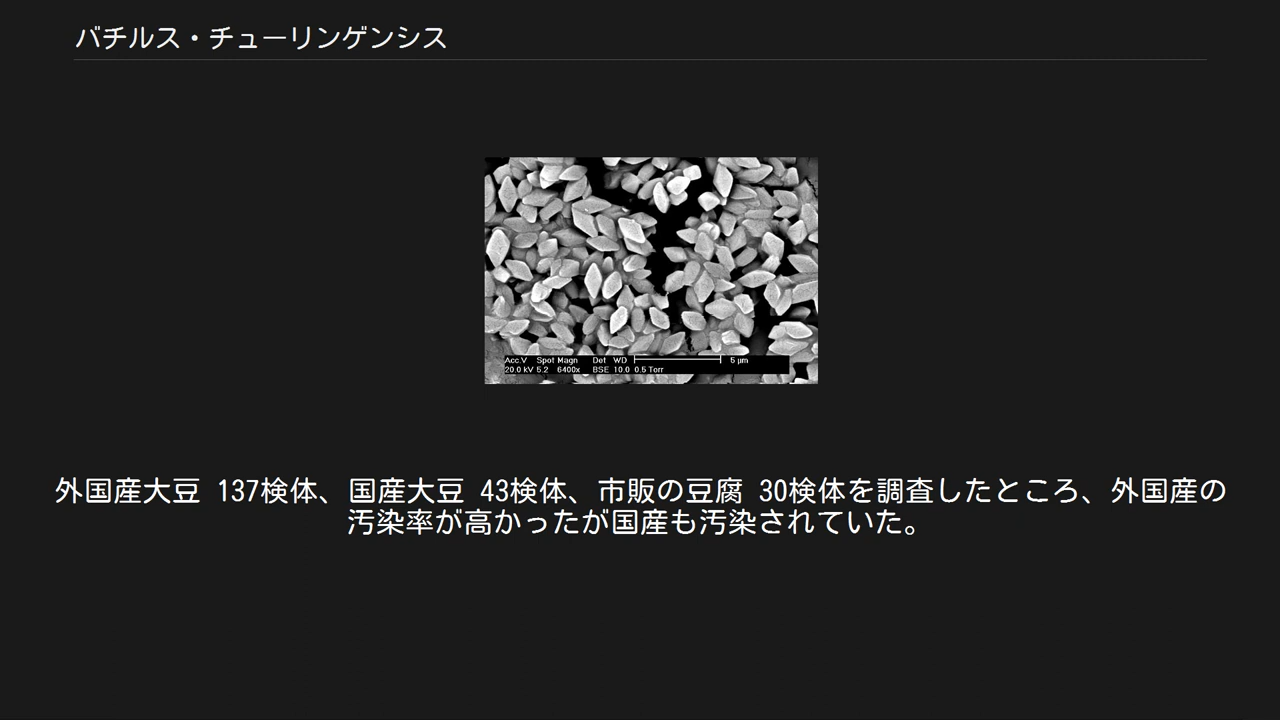 バチルス・チューリンゲンシス
Acc.V Spot Magn Det WD 5 µm
20.0 kV 5.2 6400x BSE 10.0 0.5 Torr
外国産大豆 137検体、国産大豆 43検体、市販の豆腐 30検体を調査したところ、外国産の
汚染率が高かったが国産も汚染されていた。